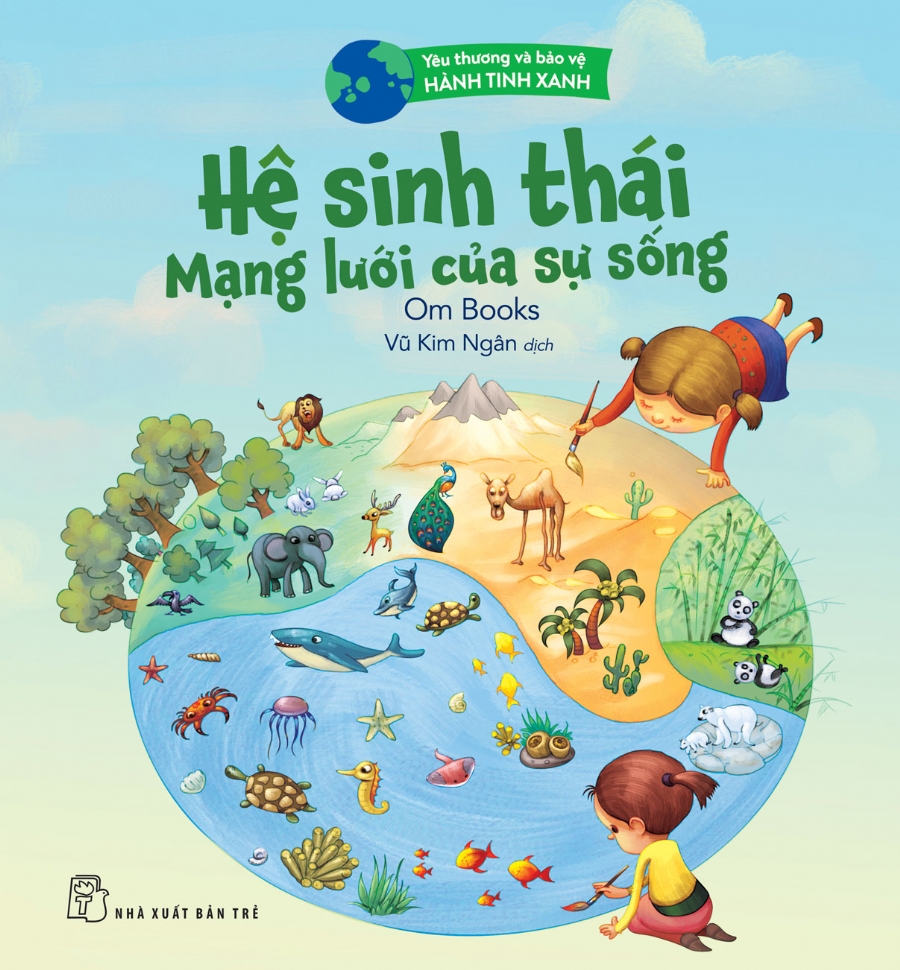 Yêu thương và bảo vệ
HÀNH TINH XANH
Hệ sinh thái
Mạng lưới của sự sống
Om Books
Vũ Kim Ngân dịch
T
NHÀ XUẤT BẢN TRẺ